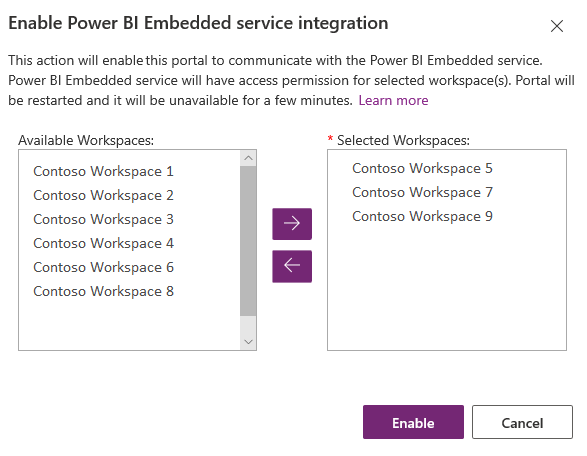 Enable Power BI Embedded service integration
This action will enable this portal to communicate with the Power BI Embedded service.
Power BI Embedded service will have access permission for selected workspace(s). Portal will
be restarted and it will be unavailable for a few minutes. Learn more
Available Workspaces:
Contoso Workspace 1
Contoso Workspace 2
Contoso Workspace 3
Contoso Workspace 4
Contoso Workspace 6
Contoso Workspace 8
* Selected Workspaces:
Contoso Workspace 5
Contoso Workspace 7
Contoso Workspace 9
Enable
Cancel